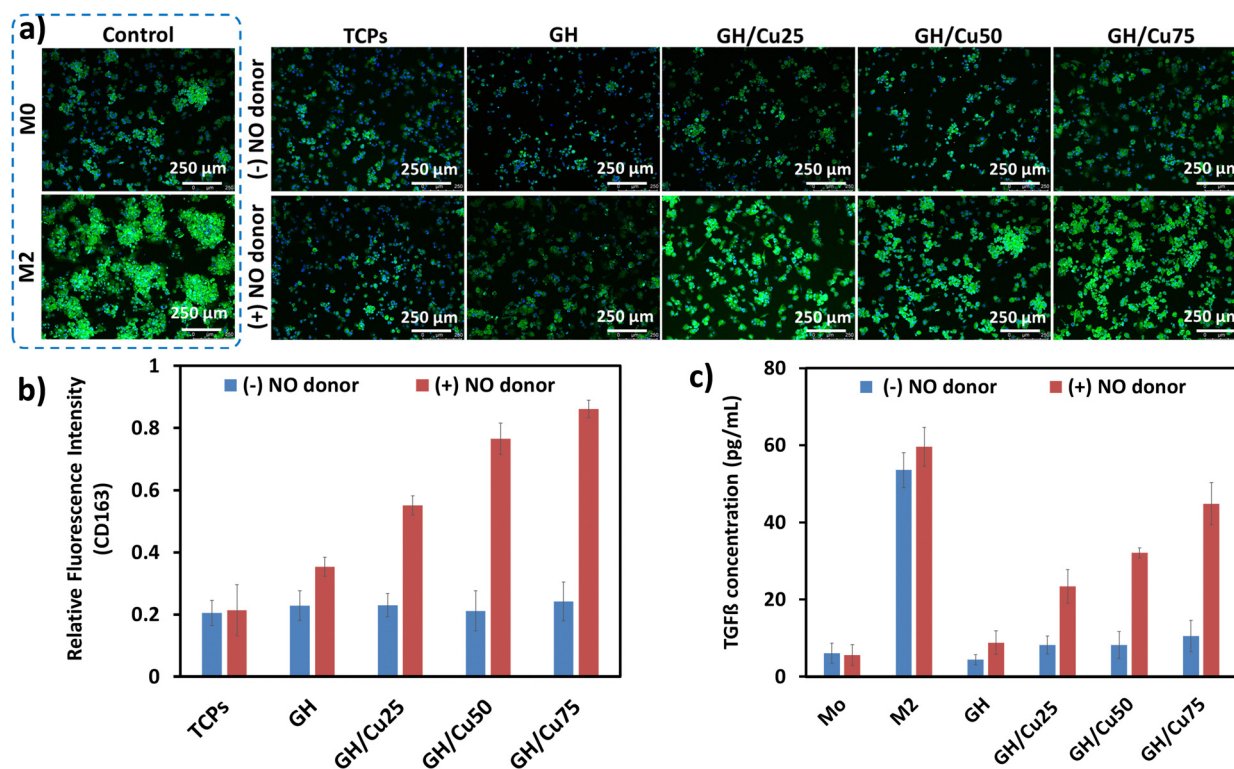 a)
Control
TCPs
GH
GH/Cu25
GH/Cu50
GH/Cu75
M0
(-) NO donor
250 µm
250 µm
250 µm
250 µm
250 µm
250 µm
M2
(+) NO donor
250 µm
250 µm
250 µm
250 µm
250 µm
250 µm
b)
Relative Fluorescence Intensity
(CD163)
(-) NO donor
(+) NO donor
1
0.8
0.6
0.4
0.2
0
TCPs
GH
GH/Cu25
GH/Cu50
GH/Cu75
c)
TGFß concentration (pg/mL)
(-) NO donor
(+) NO donor
80
60
40
20
0
Mo
M2
GH
GH/Cu25
GH/Cu50
GH/Cu75